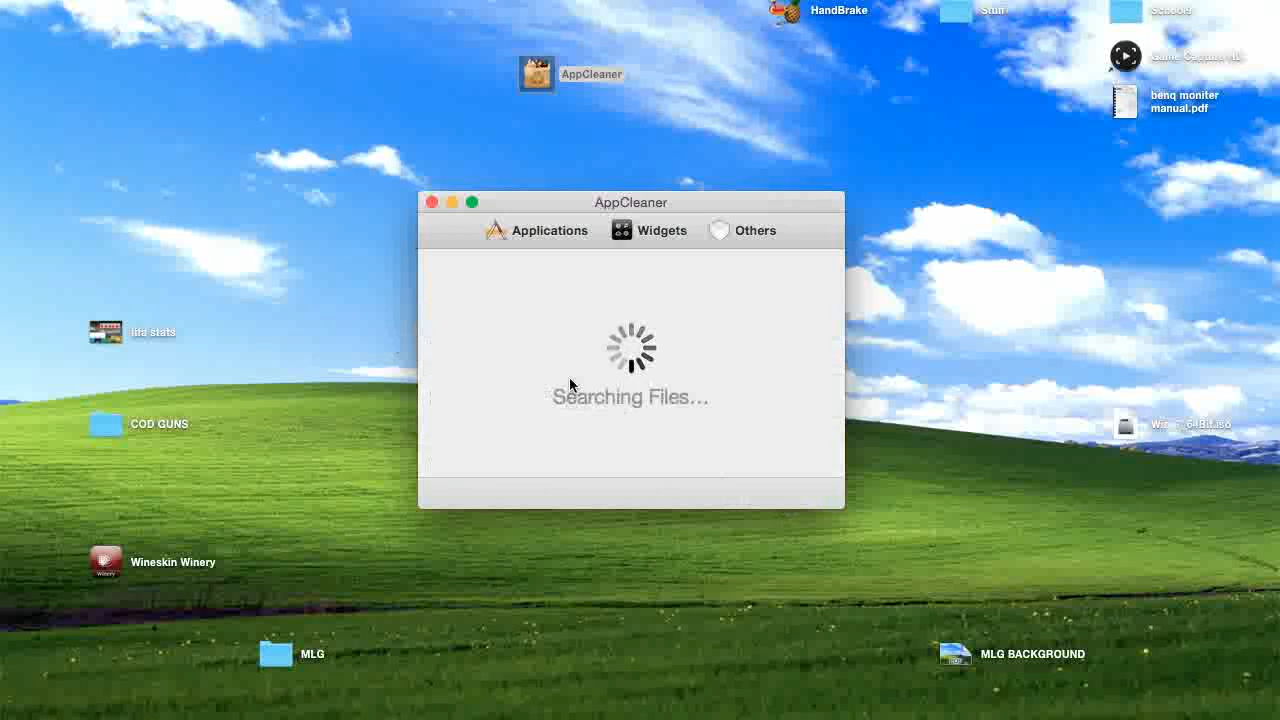 HandBrake
Stuff
AppCleaner
benq moniter
manual.pdf
AppCleaner
Applications
Widgets
Others
fifa stats
Searching Files...
COD GUNS
Wineskin Winery
MLG
MLG BACKGROUND